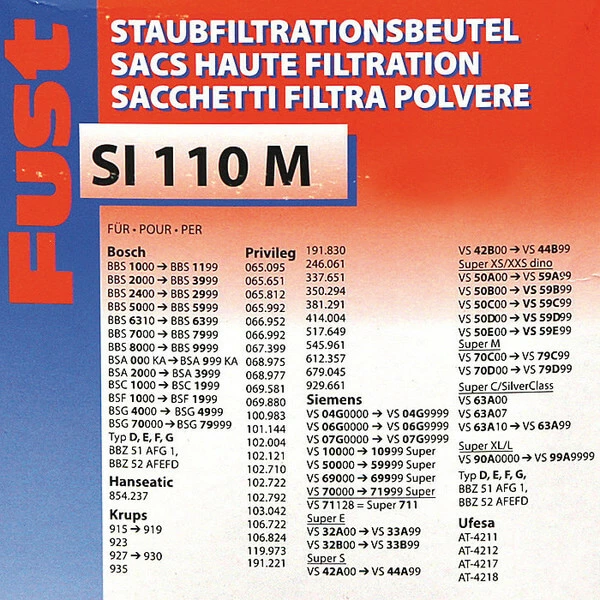 Fust
STAUBFILTRATIONSBEUTEL
SACS HAUTE FILTRATION
SACCHETTI FILTRA POLVERE
SI 110 M
FÜR • POUR • PER
Bosch
BBS 1000 → BBS 1199
BBS 2000 → BBS 3999
BBS 2400 → BBS 2999
BBS 5000 → BBS 5999
BBS 6310 → BBS 6399
BBS 7000 → BBS 7999
BBS 8000 → BBS 9999
BSA 000 KA → BSA 999 KA
BSA 2000 → BSA 3999
BSC 1000 → BSC 1999
BSF 1000 → BSF 1999
BSG 4000 → BSG 4999
BSG 70000 → BSG 79999
Typ D, E, F, G
BBZ 51 AFG 1,
BBZ 52 AFEFD
Hanseatic
854.237
Krups
915 → 919
923
927 → 930
935
Privileg
065.095
065.651
065.812
065.992
066.952
066.992
067.399
068.975
068.977
069.581
069.880
100.983
101.144
102.004
102.121
102.710
102.722
102.792
103.042
106.722
106.824
119.973
191.221
191.830
246.061
337.651
350.294
381.291
414.004
517.649
545.961
612.357
679.045
929.661
Siemens
VS 04G0000 → VS 04G9999
VS 06G0000 → VS 06G9999
VS 07G0000 → VS 07G9999
VS 10000 → 10999 Super
VS 50000 → 59999 Super
VS 69000 → 69999 Super
VS 70000 → 71999 Super
VS 71128 = Super 711
Super E
VS 32A00 → VS 33A99
VS 32B00 → VS 33B99
Super S
VS 42A00 → VS 44A99
VS 42B00 → VS 44B99
Super XS/XXS dino
VS 50A00 → VS 59A99
VS 50B00 → VS 59B99
VS 50C00 → VS 59C99
VS 50D00 → VS 59D99
VS 50E00 → VS 59E99
Super M
VS 70C00 → VS 79C99
VS 70D00 → VS 79D99
Super C/SilverClass
VS 63A00
VS 63A07
VS 63A10 → VS 63A99
Super XL/L
VS 90A0000 → VS 99A9999
Typ D, E, F, G,
BBZ 51 AFG 1,
BBZ 52 AFEFD
Ufesa
AT-4211
AT-4212
AT-4217
AT-4218